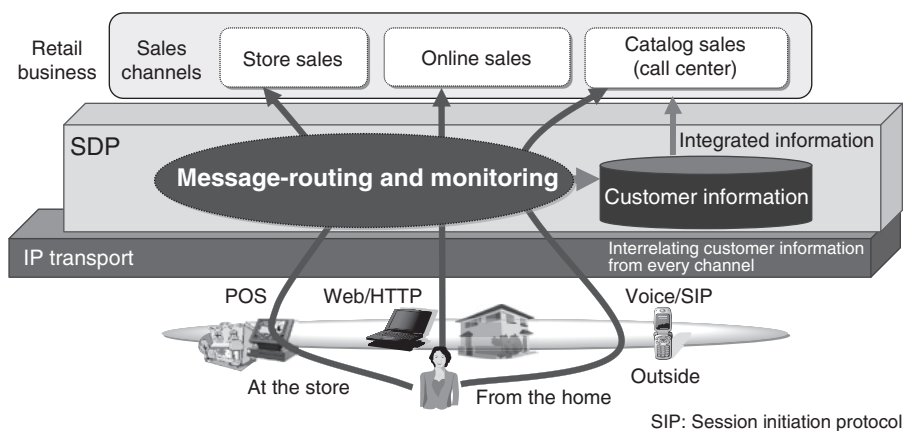 Retail
business
Sales
channels
Store sales
Online sales
Catalog sales
(call center)
SDP
Integrated information
Message-routing and monitoring
Customer information
IP transport
Interrelating customer information
from every channel
POS
Web/HTTP
Voice/SIP
At the store
From the home
Outside
SIP: Session initiation protocol